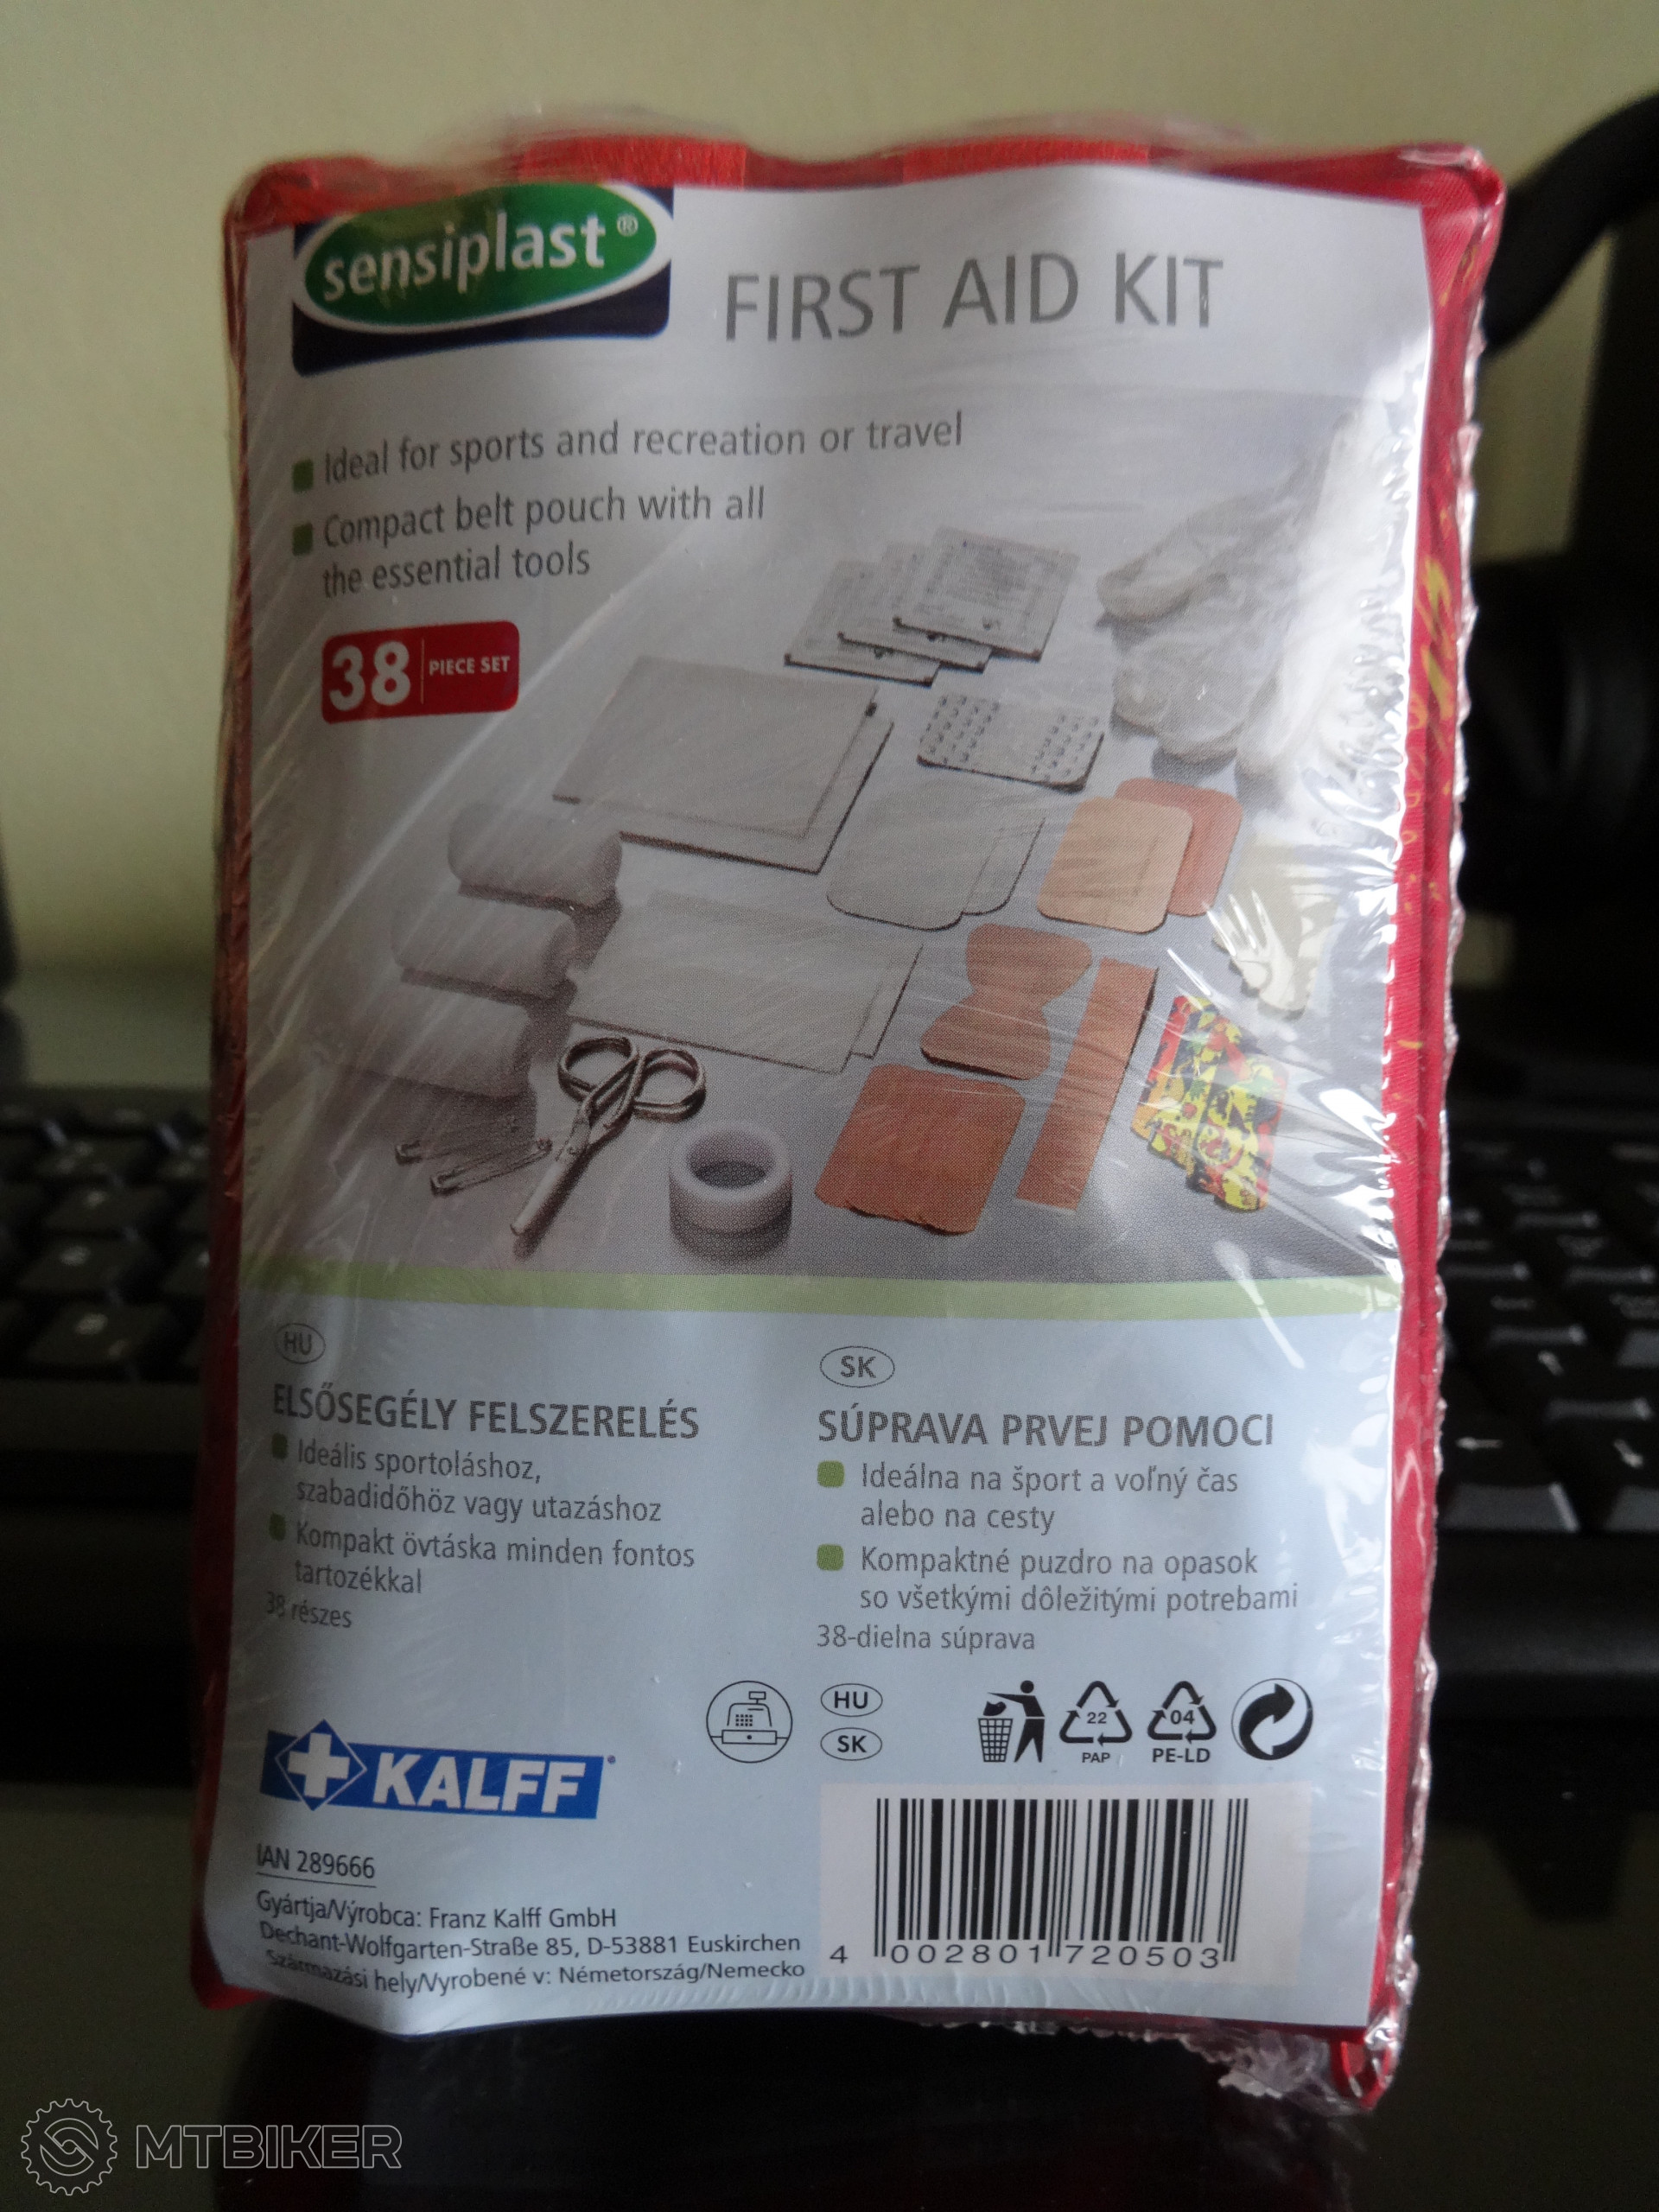 sensiplast®
FIRST AID KIT
Ideal for sports and recreation or travel
Compact belt pouch with all
the essential tools
38 PIECE SET
HU
ELSŐSEGÉLY FELSZERELÉS
Ideális sportoláshoz,
szabadidőhöz vagy utazáshoz
Kompakt övtáska minden fontos
tartozékkal
38 részes
SK
SÚPRAVA PRVEJ POMOCI
Ideálna na šport a voľný čas
alebo na cesty
Kompaktné puzdro na opasok
so všetkými dôležitými potrebami
38-dielna súprava
HU
SK
22
PAP
04
PE-LD
KALFF
IAN 289666
Gyártja/Výrobca: Franz Kalff GmbH
Dechant-Wolfgarten-Straße 85, D-53881 Euskirchen
Származási hely/Vyrobené v: Németország/Nemecko
4 002801 720503
MTBIKER